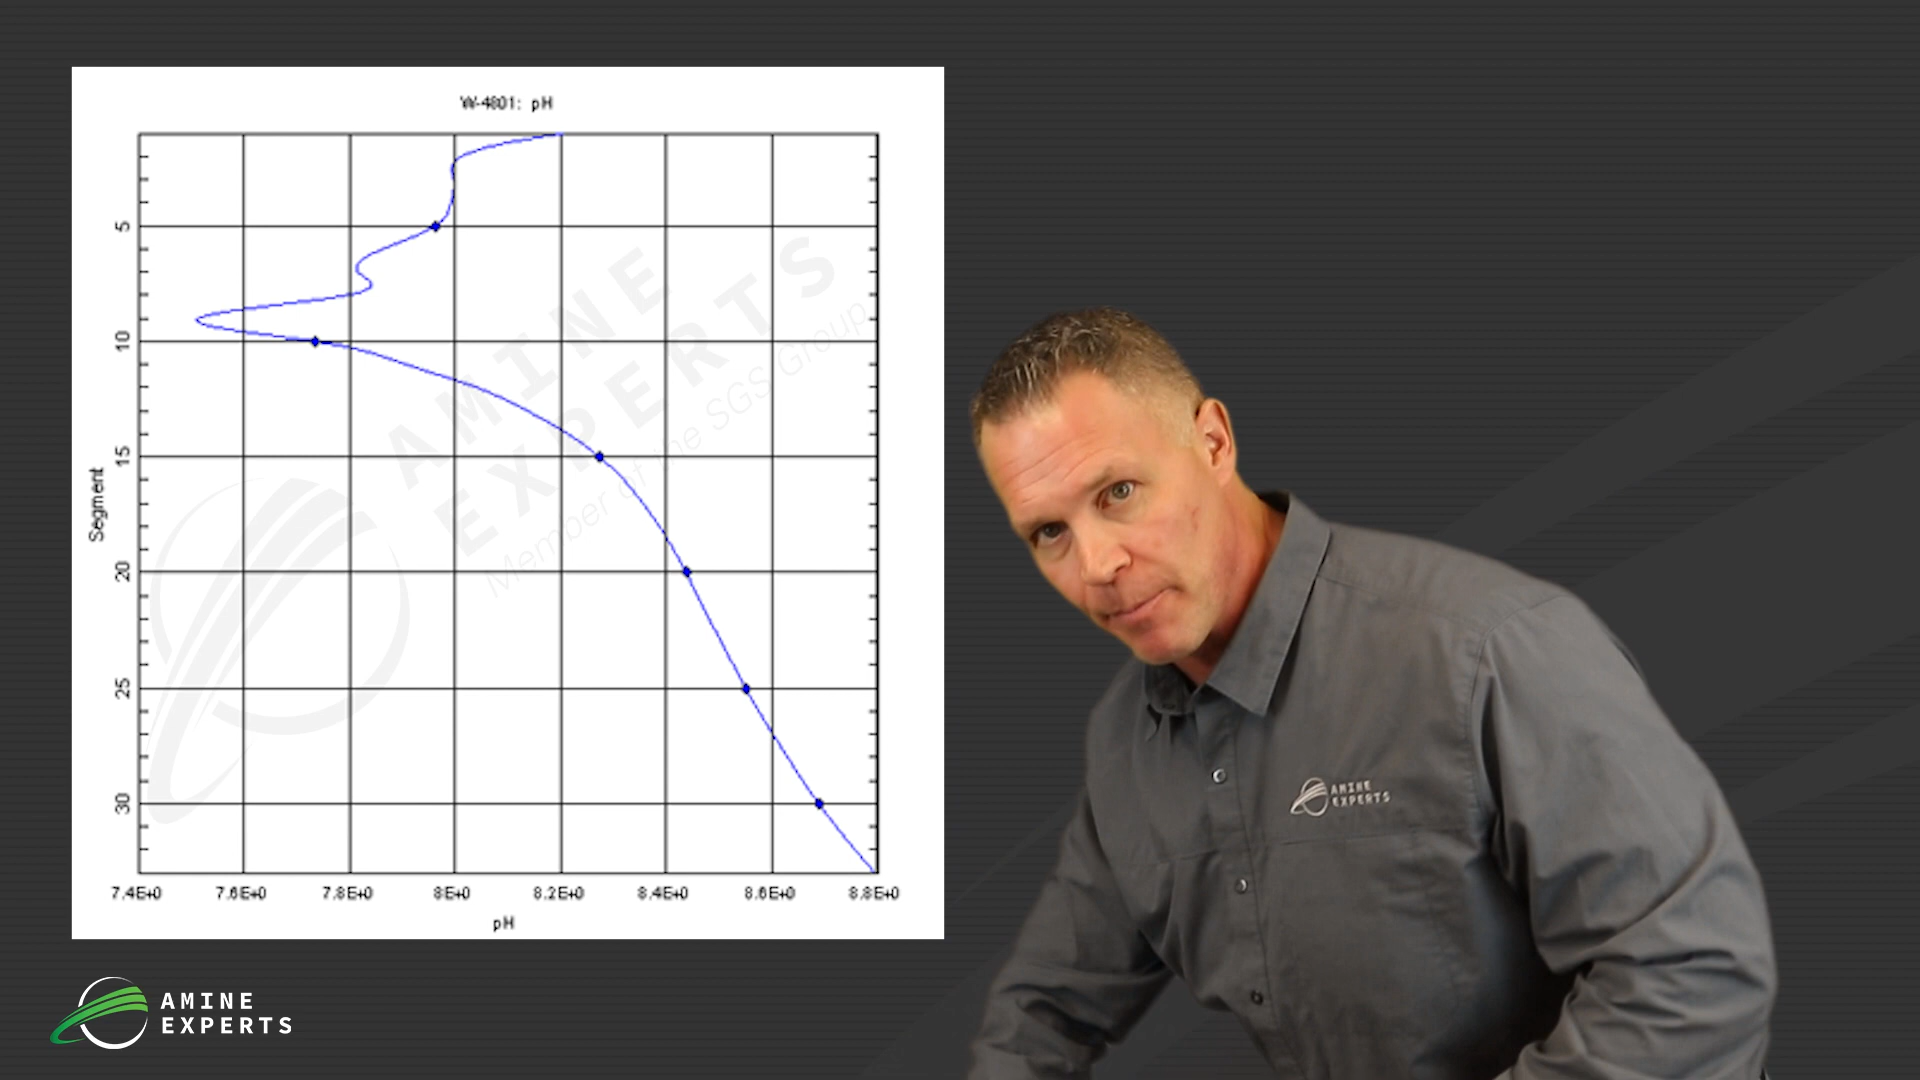 W-4801: pH
5
10
15
20
25
30
Segment
7.4E+0 7.6E+0 7.8E+0 8E+0 8.2E+0 8.4E+0 8.6E+0 8.8E+0
pH
AMINE
EXPERTS
Member of the SGS Group
AMINE
EXPERTS
AMINE
EXPERTS